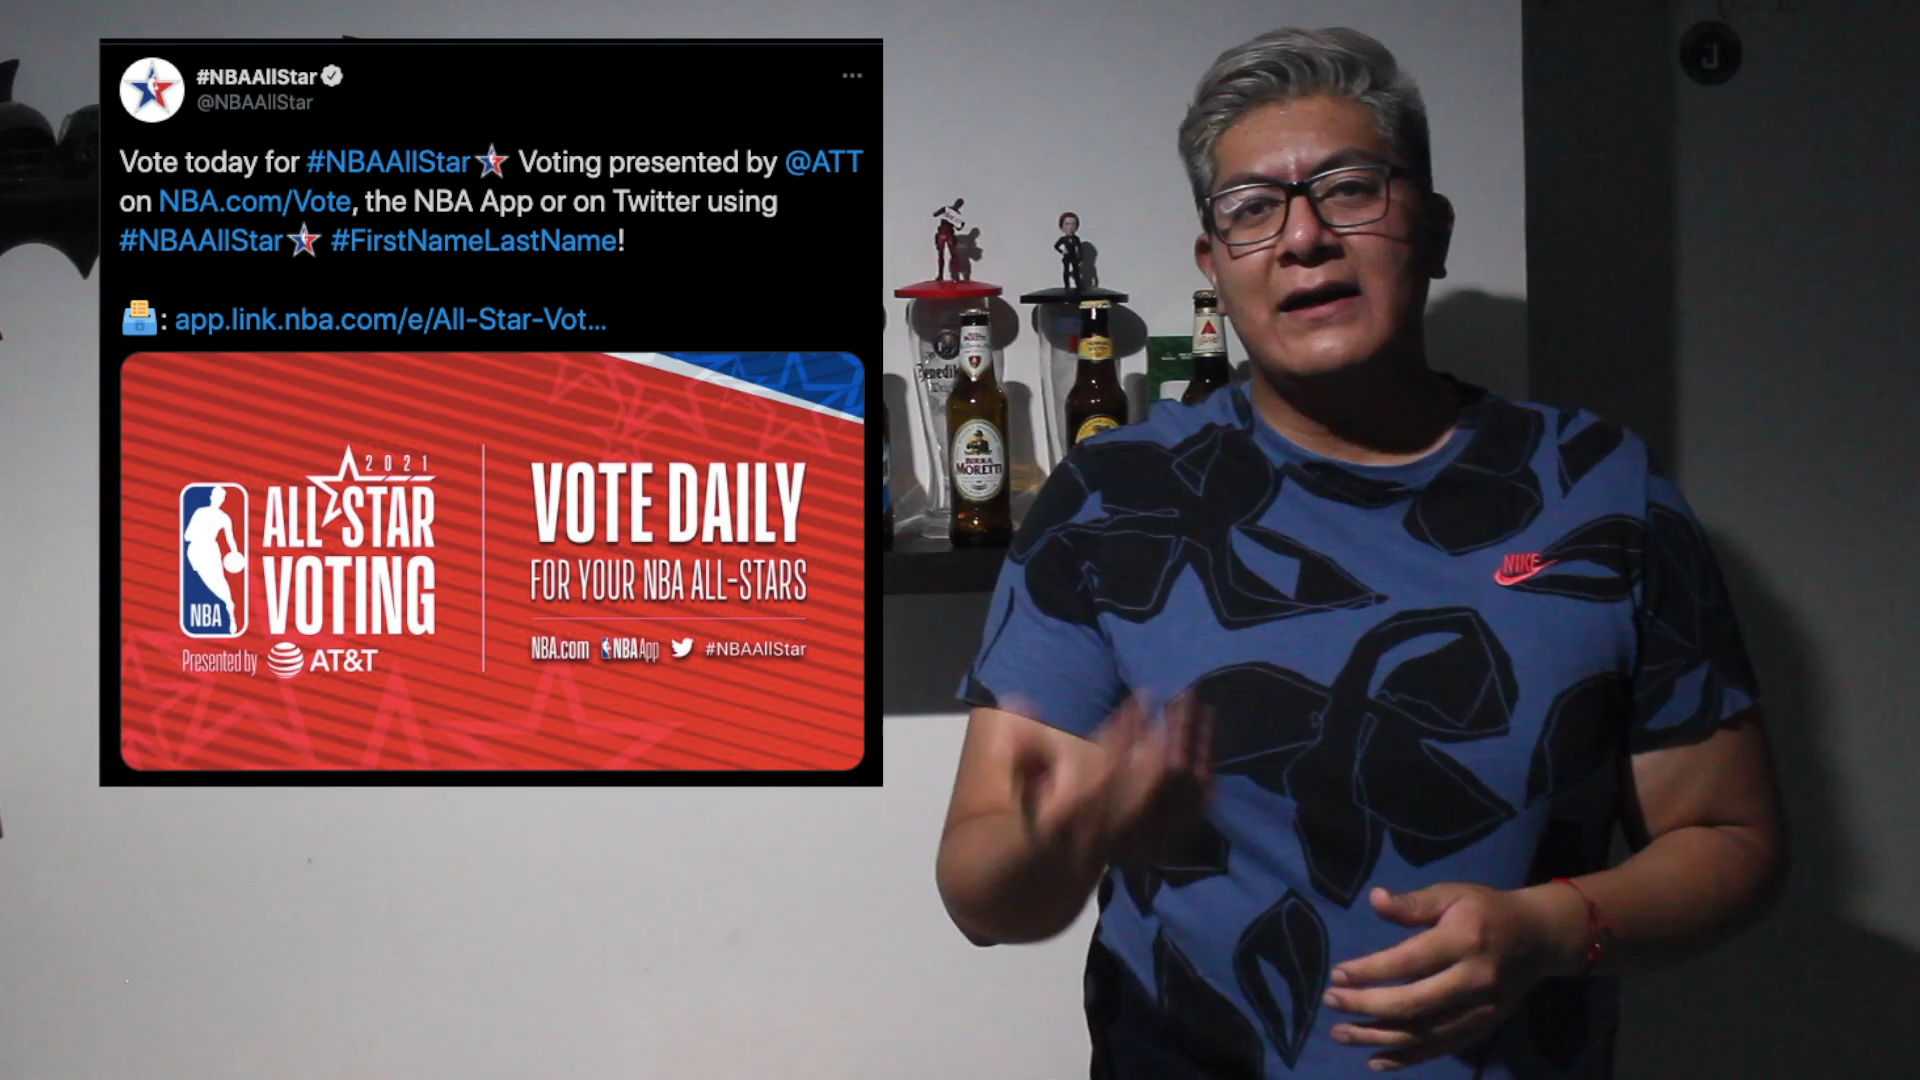 #NBAAllStar
@NBAAllStar
Vote today for #NBAAllStar Voting presented by @ATT
on NBA.com/Vote, the NBA App or on Twitter using
#NBAAllStar #FirstNameLastName!
: app.link.nba.com/e/All-Star-Vot...
2021
ALL STAR
VOTING
NBA
Presented by AT&T
VOTE DAILY
FOR YOUR NBA ALL-STARS
NBA.com NBA App #NBAAllStar
BIRRA
MORETTI
NIKE
J